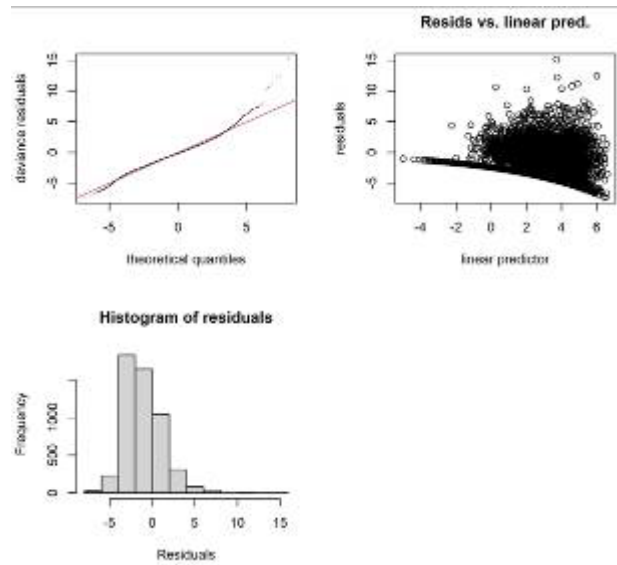 Resids vs. linear pred.
deviance residuals
-5 0 5 10 15
-5 0 5
theoretical quantiles
residuals
-5 0 5 10 15
-4 -2 0 2 4 6
linear predictor
Histogram of residuals
Frequency
0 500 1000
-5 0 5 10 15
Residuals